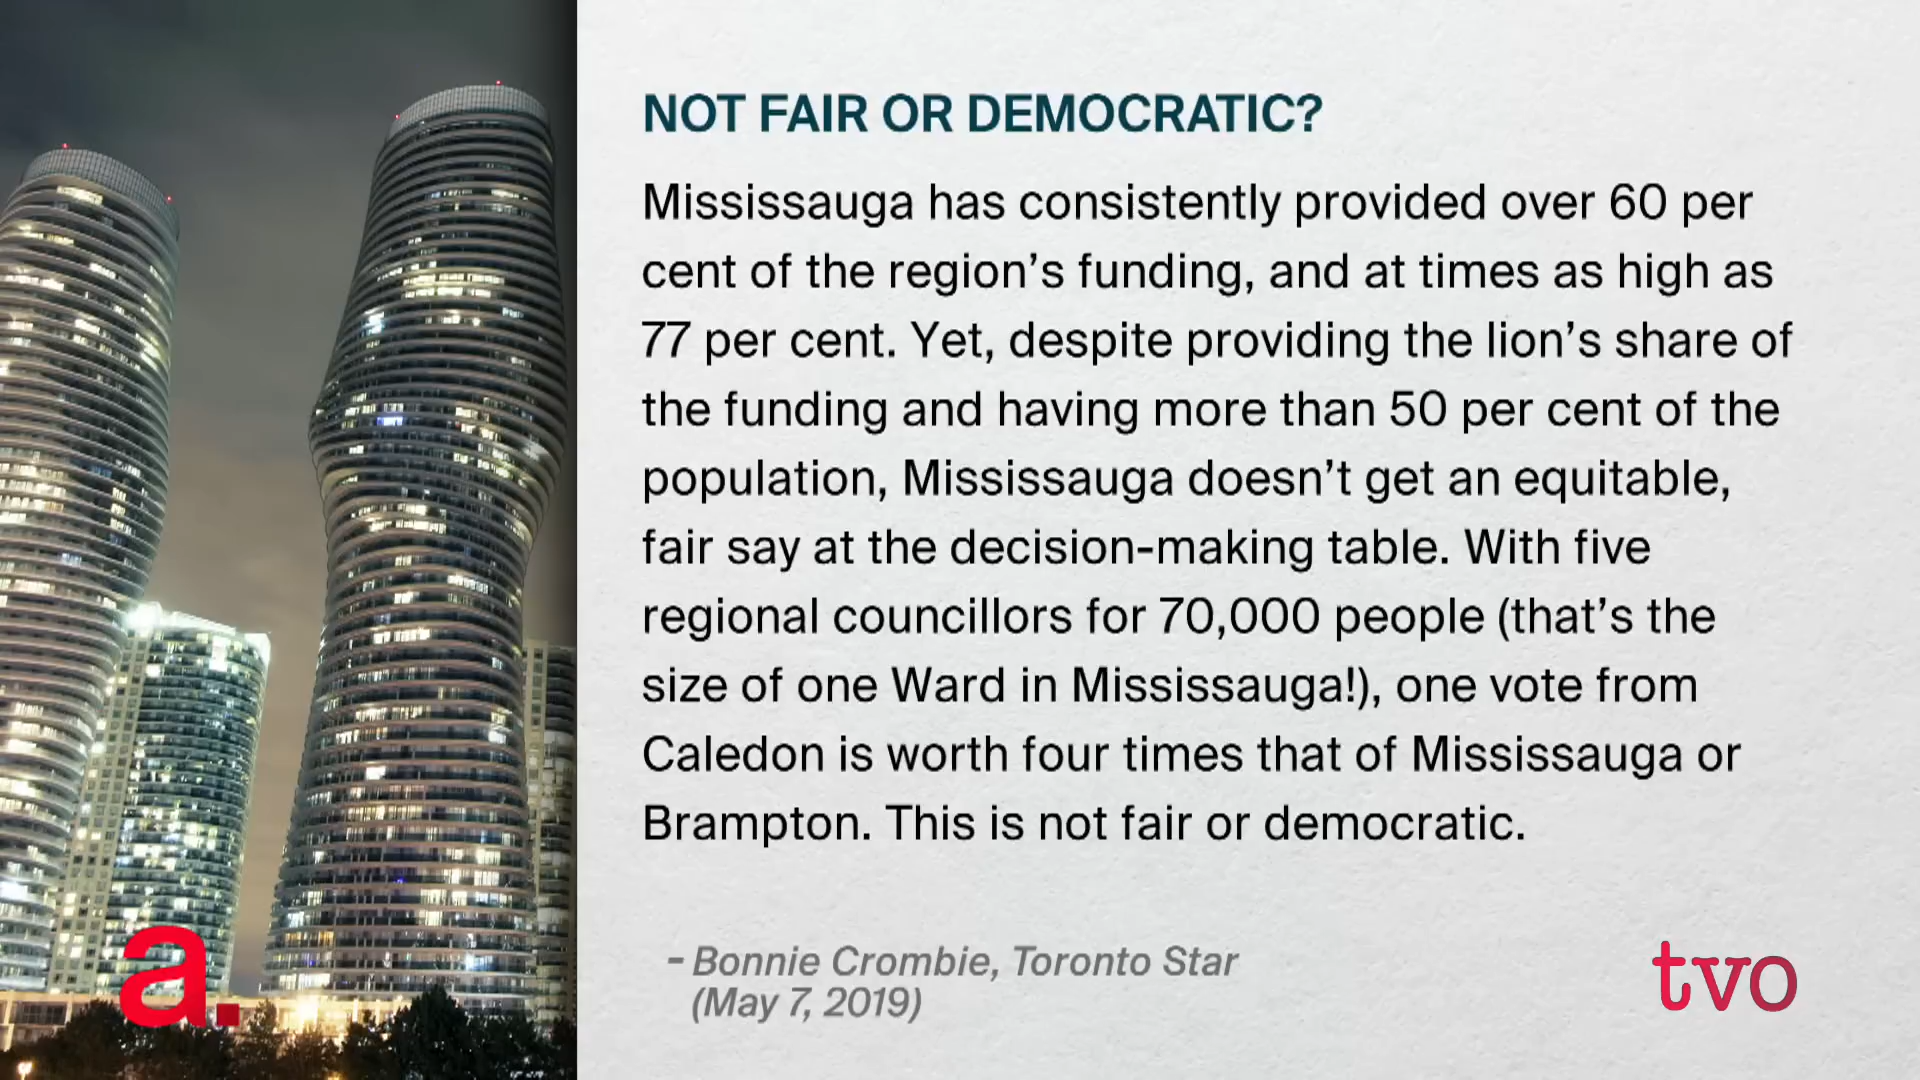 NOT FAIR OR DEMOCRATIC?
Mississauga has consistently provided over 60 per
cent of the region's funding, and at times as high as
77 per cent. Yet, despite providing the lion's share of
the funding and having more than 50 per cent of the
population, Mississauga doesn't get an equitable,
fair say at the decision-making table. With five
regional councillors for 70,000 people (that's the
size of one Ward in Mississauga!), one vote from
Caledon is worth four times that of Mississauga or
Brampton. This is not fair or democratic.
– Bonnie Crombie, Toronto Star
(May 7, 2019)
a.
tvo